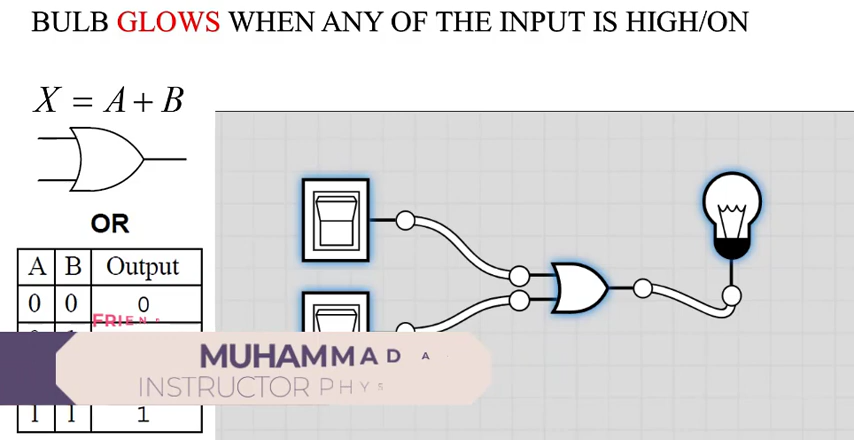 BULB GLOWS WHEN ANY OF THE INPUT IS HIGH/ON
X = A + B
OR
A B Output
0 0 0
MUHAMMAD A
INSTRUCTOR PHYS
1 1 1